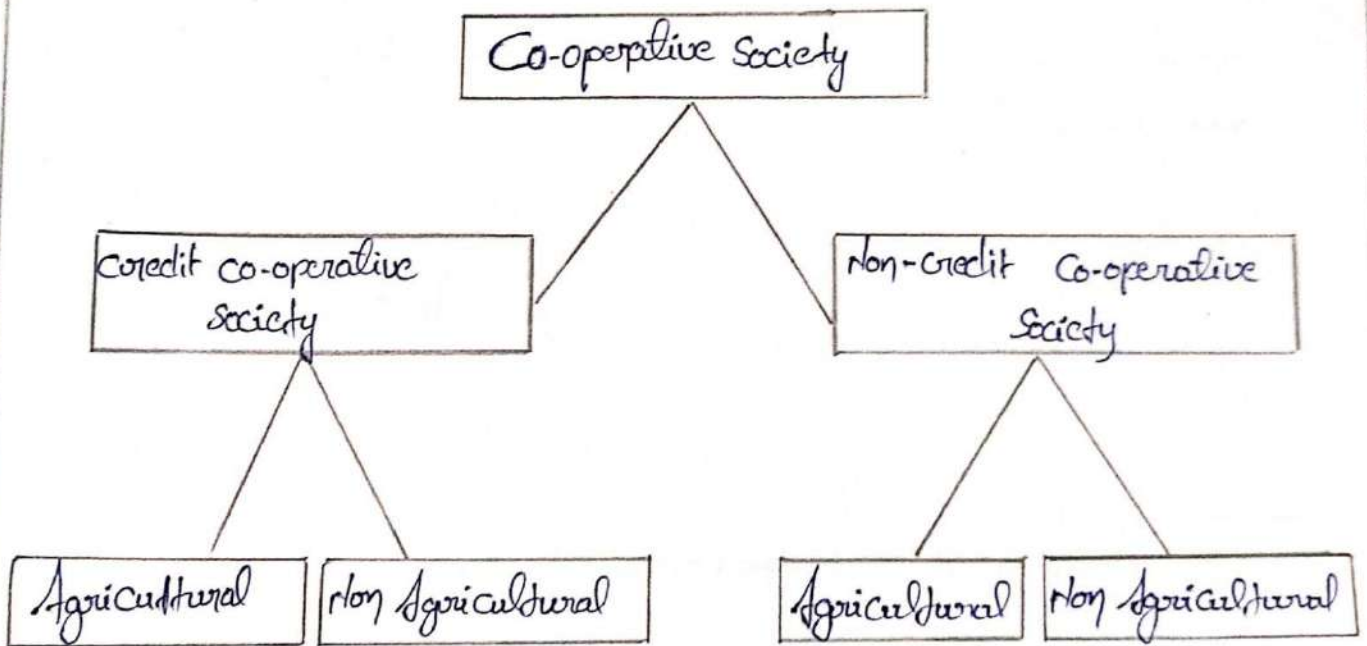 Co-operative Society
Credit co-operative
Society
Non-Credit Co-operative
Society
Agricultural
Non Agricultural
Agricultural
Non Agricultural